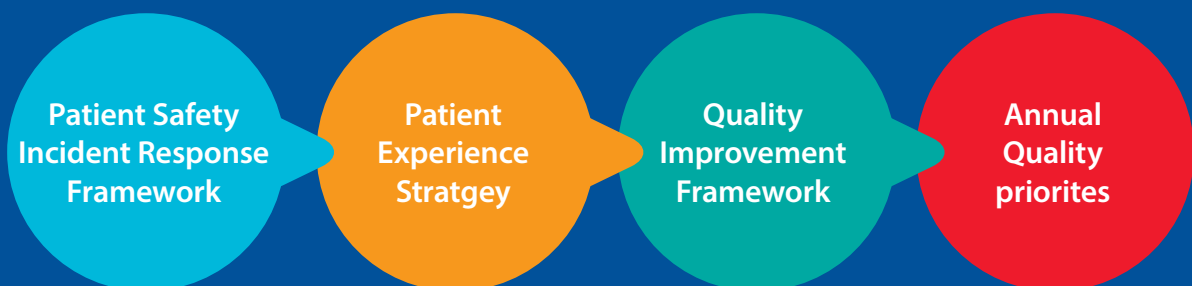 Patient Safety
Incident Response
Framework
Patient
Experience
Stratgey
Quality
Improvement
Framework
Annual
Quality
priorites